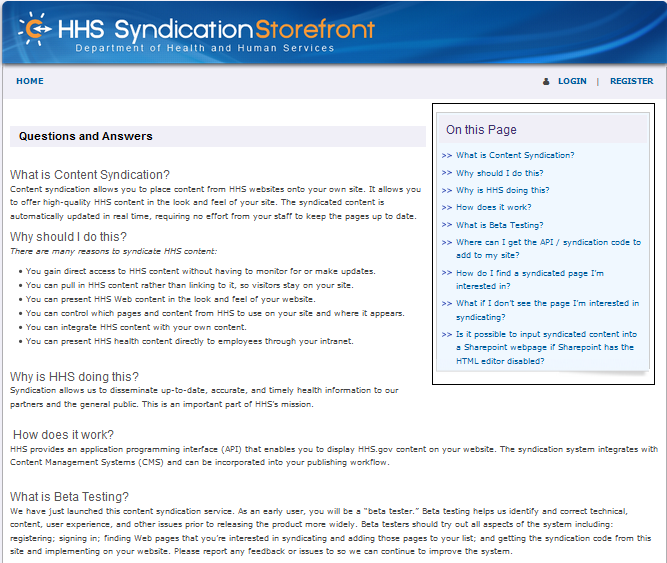 HHS SyndicationStorefront
Department of Health and Human Services
HOME
LOGIN | REGISTER
Questions and Answers
What is Content Syndication?
Content syndication allows you to place content from HHS websites onto your own site. It allows you
to offer high-quality HHS content in the look and feel of your site. The syndicated content is
automatically updated in real time, requiring no effort from your staff to keep the pages up to date.
Why should I do this?
There are many reasons to syndicate HHS content:
• You gain direct access to HHS content without having to monitor for or make updates.
• You can pull in HHS content rather than linking to it, so visitors stay on your site.
• You can present HHS Web content in the look and feel of your website.
• You can control which pages and content from HHS to use on your site and where it appears.
• You can integrate HHS content with your own content.
• You can present HHS health content directly to employees through your intranet.
Why is HHS doing this?
Syndication allows us to disseminate up-to-date, accurate, and timely health information to our
partners and the general public. This is an important part of HHS's mission.
On this Page
>> What is Content Syndication?
>> Why should I do this?
>> Why is HHS doing this?
>> How does it work?
>> What is Beta Testing?
>> Where can I get the API / syndication code to
add to my site?
>> How do I find a syndicated page I'm
interested in?
>> What if I don't see the page I'm interested in
syndicating?
>> Is it possible to input syndicated content into
a Sharepoint webpage if Sharepoint has the
HTML editor disabled?
How does it work?
HHS provides an application programming interface (API) that enables you to display HHS.gov content on your website. The syndication system integrates with
Content Management Systems (CMS) and can be incorporated into your publishing workflow.
What is Beta Testing?
We have just launched this content syndication service. As an early user, you will be a "beta tester." Beta testing helps us identify and correct technical,
content, user experience, and other issues prior to releasing the product more widely. Beta testers should try out all aspects of the system including:
registering; signing in; finding Web pages that you're interested in syndicating and adding those pages to your list; and getting the syndication code from this
site and implementing on your website. Please report any feedback or issues to so we can continue to improve the system.